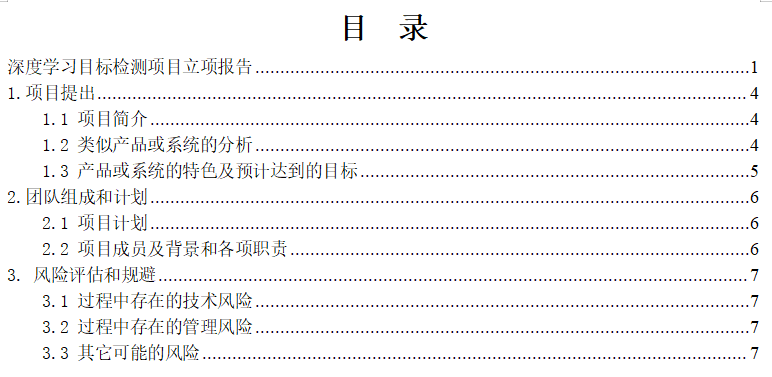 目 录
深度学习目标检测项目立项报告........................1
1.项目提出........................4
1.1 项目简介........................4
1.2 类似产品或系统的分析........................4
1.3 产品或系统的特色及预计达到的目标........................5
2.团队组成和计划........................6
2.1 项目计划........................6
2.2 项目成员及背景和各项职责........................6
3. 风险评估和规避........................7
3.1 过程中存在的技术风险........................7
3.2 过程中存在的管理风险........................7
3.3 其它可能的风险........................7